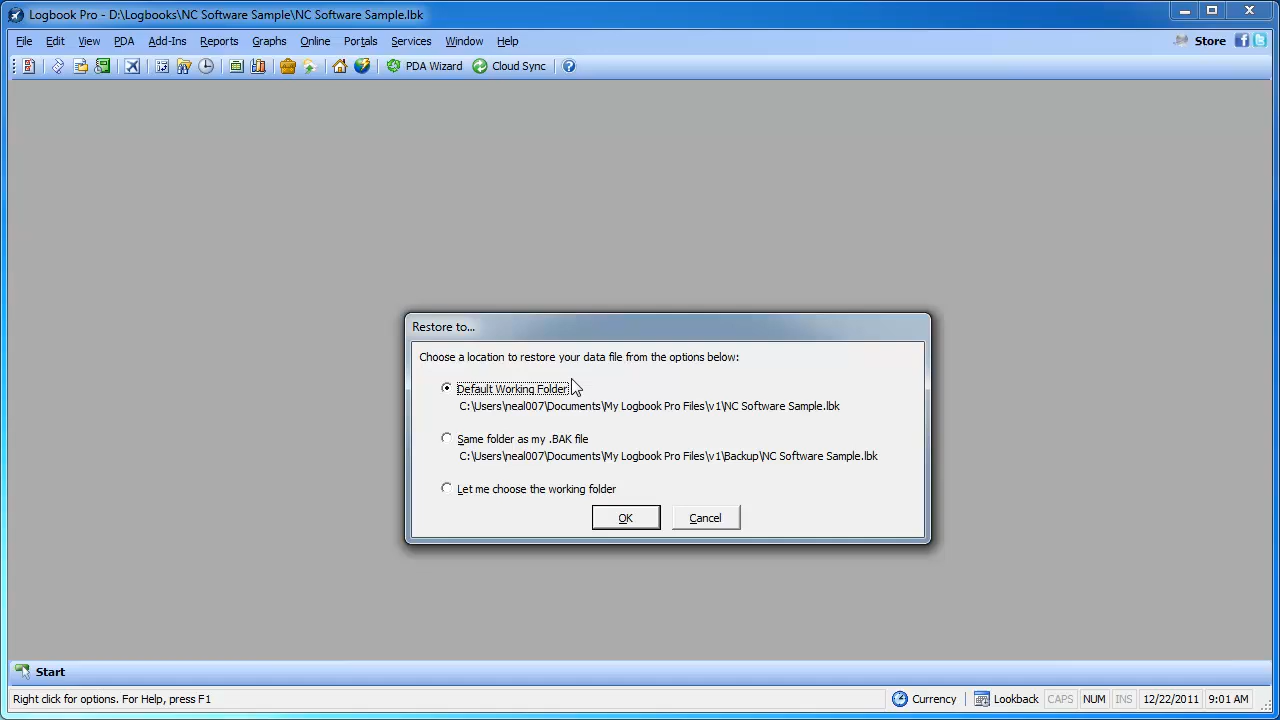 Logbook Pro - D:\Logbooks\NC Software Sample\NC Software Sample.lbk
File Edit View PDA Add-Ins Reports Graphs Online Portals Services Window Help Store
PDA Wizard Cloud Sync
Restore to...
Choose a location to restore your data file from the options below:
Default Working Folder
C:\Users\neal007\Documents\My Logbook Pro Files\v1\NC Software Sample.lbk
Same folder as my .BAK file
C:\Users\neal007\Documents\My Logbook Pro Files\v1\Backup\NC Software Sample.lbk
Let me choose the working folder
OK Cancel
Start
Right click for options. For Help, press F1 Currency Lookback CAPS NUM INS 12/22/2011 9:01 AM